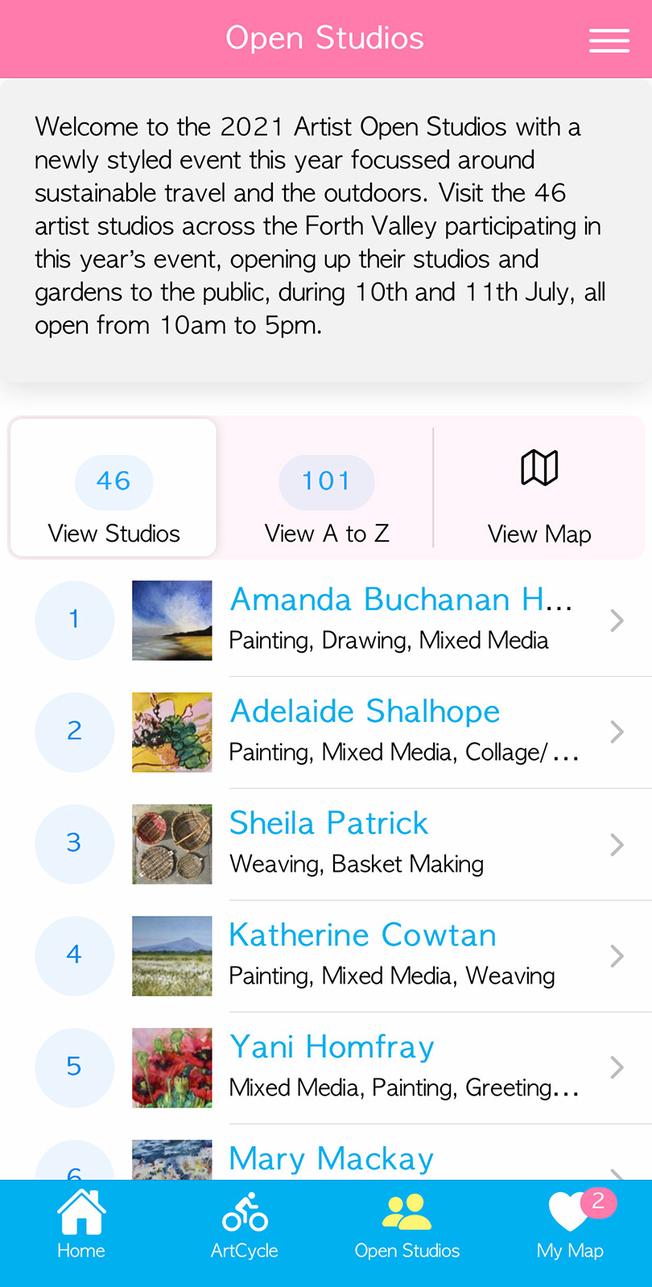 Open Studios
Welcome to the 2021 Artist Open Studios with a
newly styled event this year focussed around
sustainable travel and the outdoors. Visit the 46
artist studios across the Forth Valley participating in
this year’s event, opening up their studios and
gardens to the public, during 10th and 11th July, all
open from 10am to 5pm.
46
View Studios
101
View A to Z
View Map
1
Amanda Buchanan H...
Painting, Drawing, Mixed Media
2
Adelaide Shalhope
Painting, Mixed Media, Collage/...
3
Sheila Patrick
Weaving, Basket Making
4
Katherine Cowtan
Painting, Mixed Media, Weaving
5
Yani Homfray
Mixed Media, Painting, Greeting...
6
Mary Mackay
Home
ArtCycle
Open Studios
2
My Map